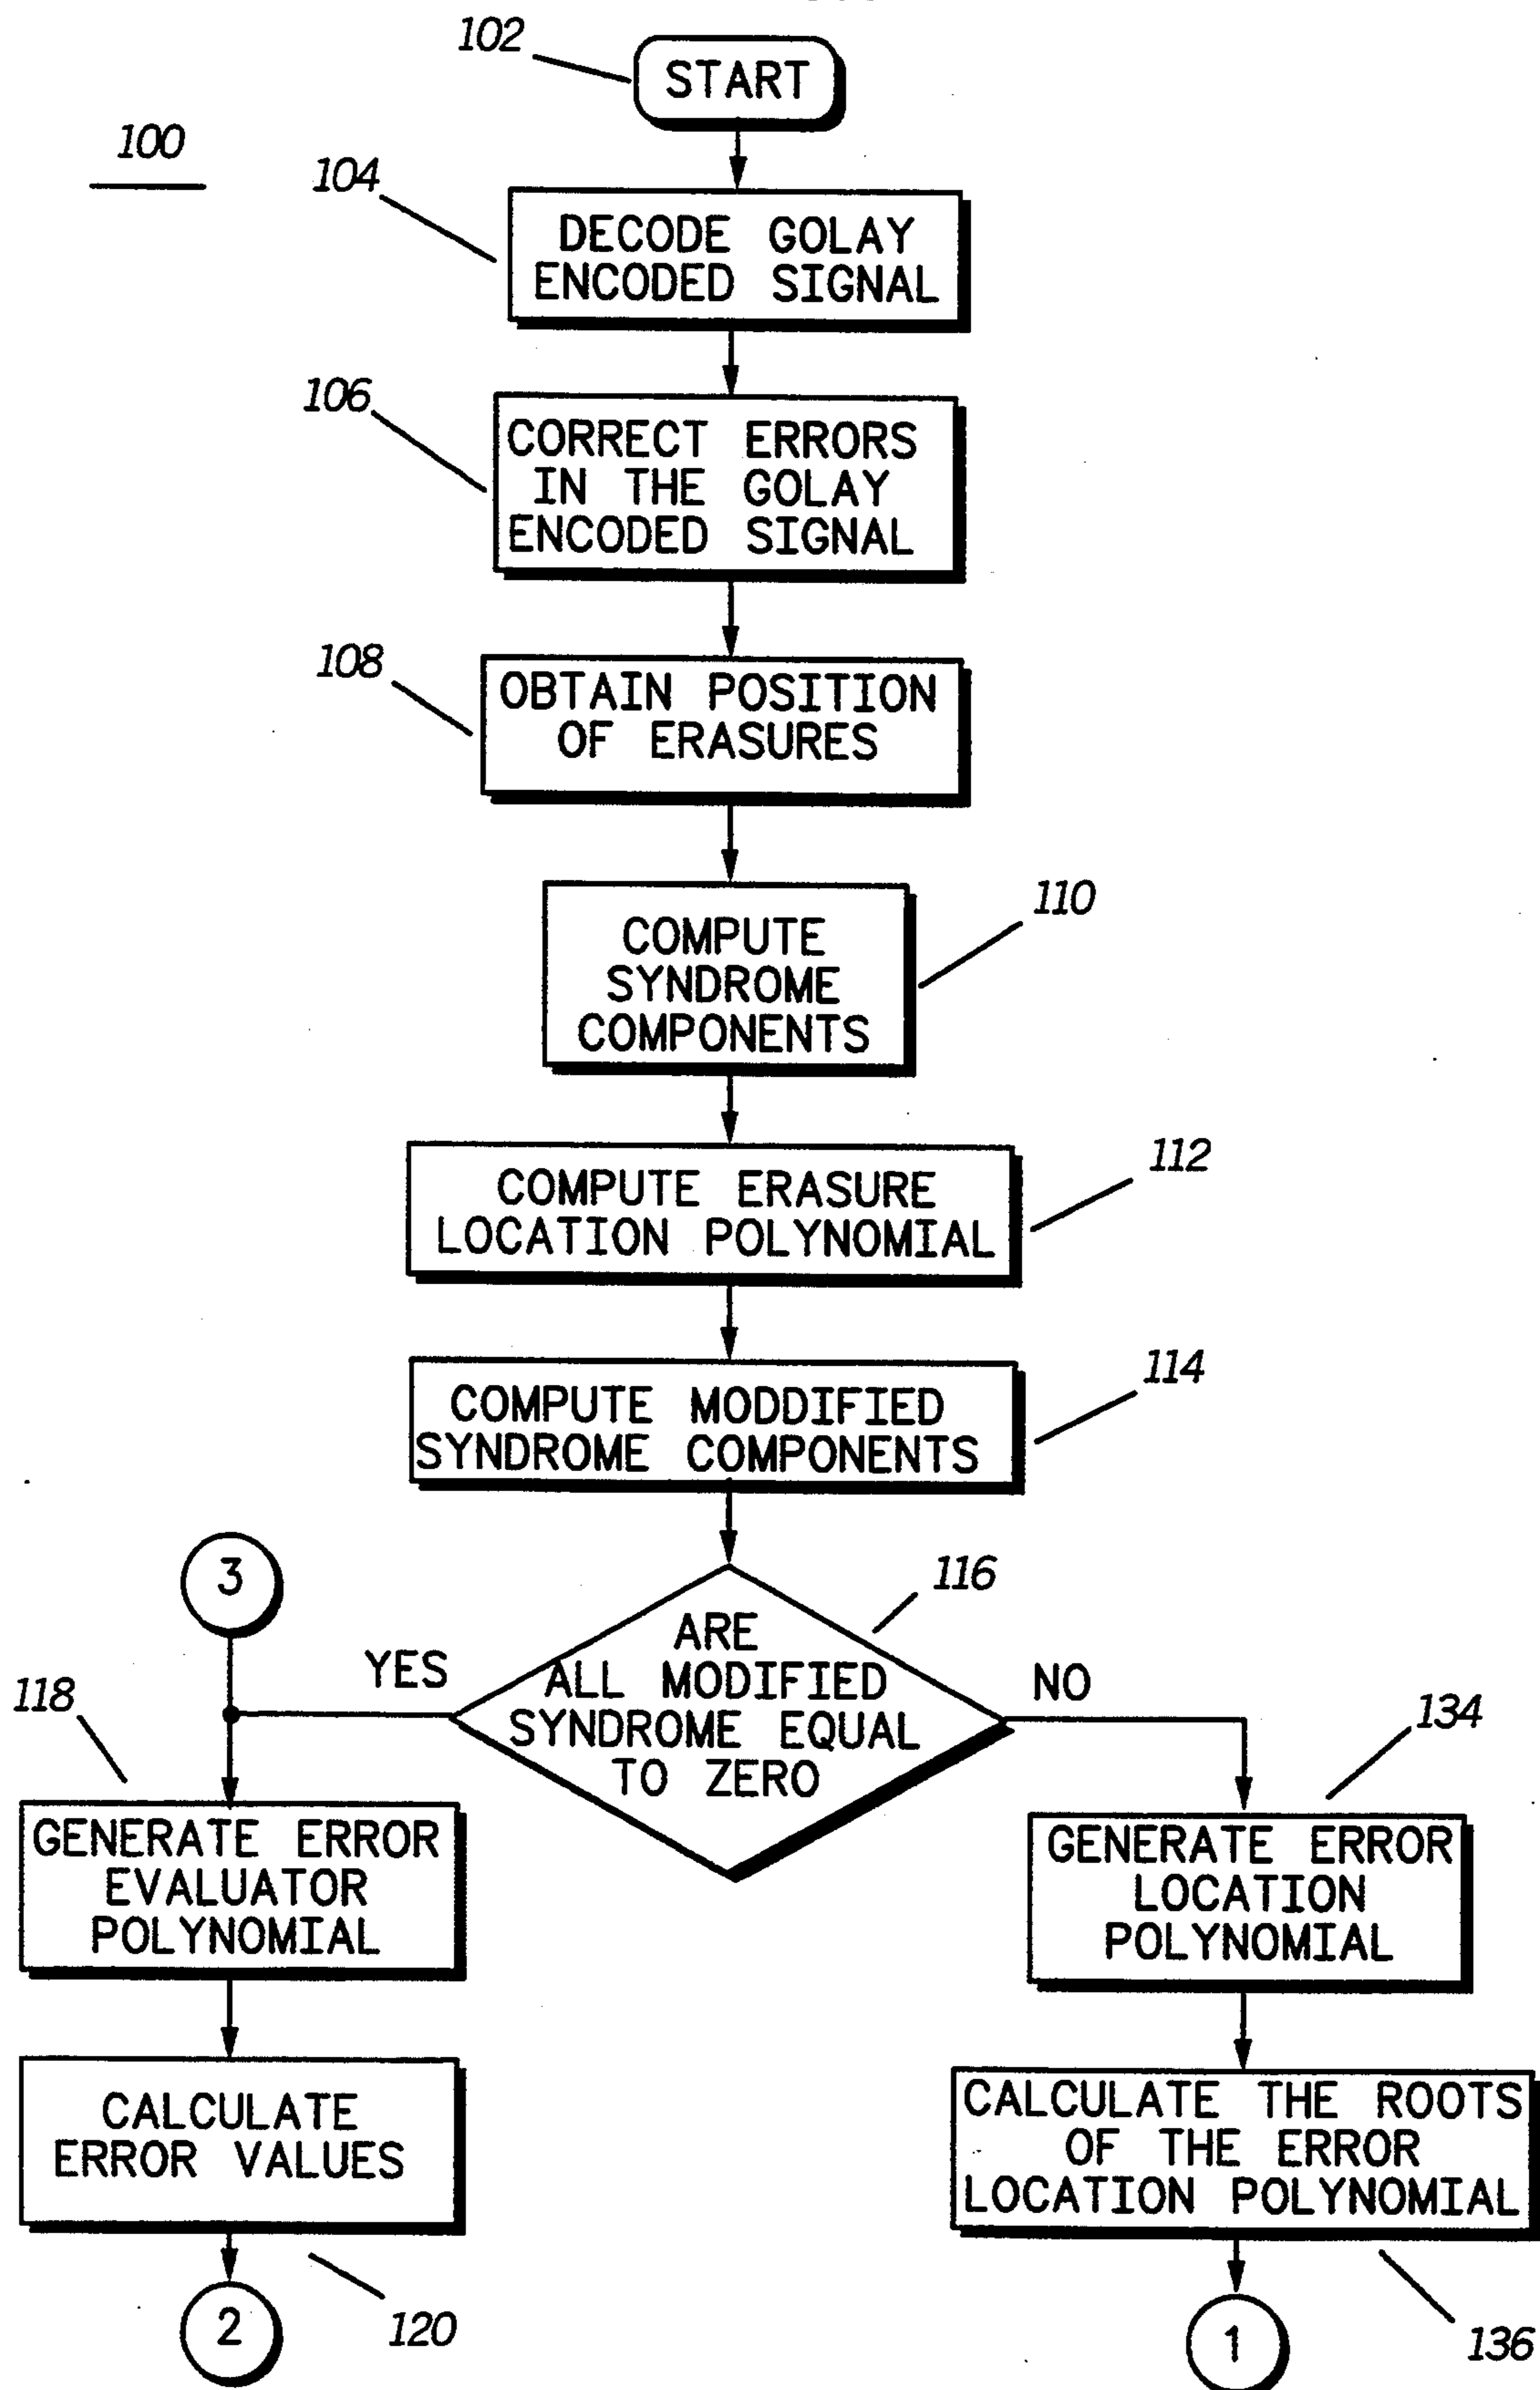 102
START
100
104
DECODE GOLAY
ENCODED SIGNAL
106
CORRECT ERRORS
IN THE GOLAY
ENCODED SIGNAL
108
OBTAIN POSITION
OF ERASURES
110
COMPUTE
SYNDROME
COMPONENTS
112
COMPUTE ERASURE
LOCATION POLYNOMIAL
114
COMPUTE MODDIFIED
SYNDROME COMPONENTS
3
116
ARE
ALL MODIFIED
SYNDROME EQUAL
TO ZERO
YES
NO
118
GENERATE ERROR
EVALUATOR
POLYNOMIAL
134
GENERATE ERROR
LOCATION
POLYNOMIAL
CALCULATE
ERROR VALUES
120
2
CALCULATE THE ROOTS
OF THE ERROR
LOCATION POLYNOMIAL
136
1